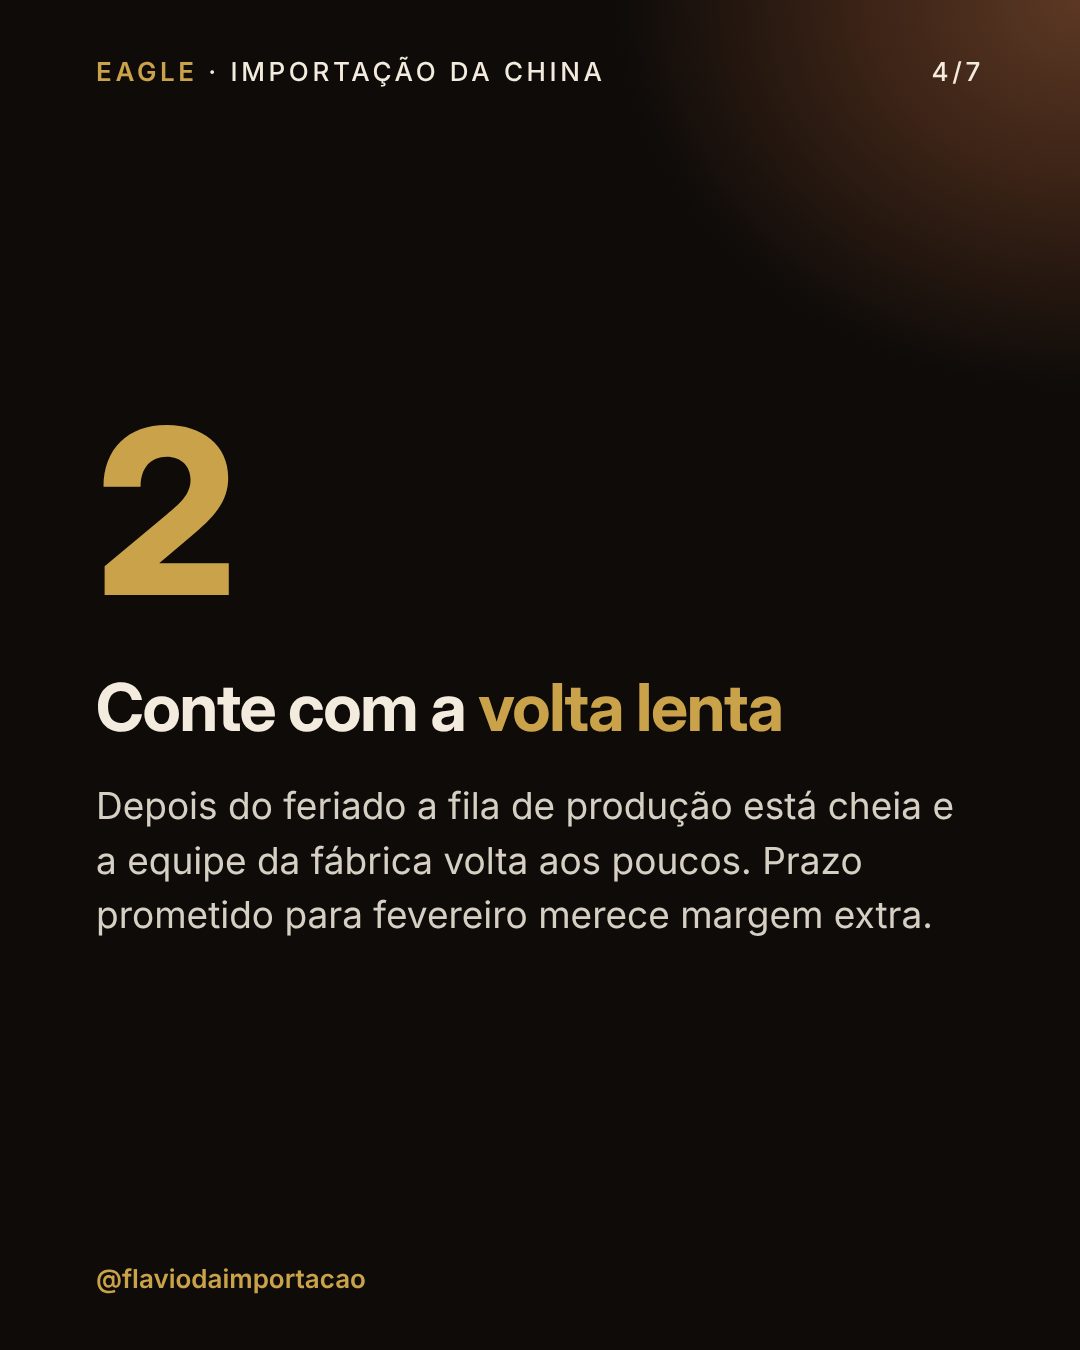 EAGLE · IMPORTAÇÃO DA CHINA
4/7
2
Conte com a volta lenta
Depois do feriado a fila de produção está cheia e
a equipe da fábrica volta aos poucos. Prazo
prometido para fevereiro merece margem extra.
@flaviodaimportacao